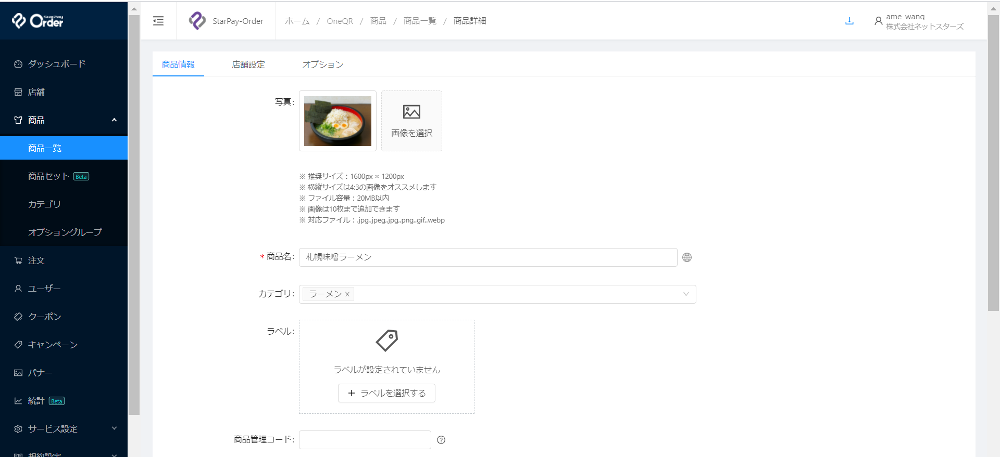 StarPay
Order
StarPay-Order
ホーム / OneQR / 商品 / 商品一覧 / 商品詳細
ame wang
株式会社ネットスターズ
ダッシュボード
店舗
商品
商品一覧
商品セット Beta
カテゴリ
オプショングループ
注文
ユーザー
クーポン
キャンペーン
バナー
統計 Beta
サービス設定
規約設定
商品情報
店舗設定
オプション
写真:
画像を選択
※ 推奨サイズ：1600px × 1200px
※ 横縦サイズは4:3の画像をオススメします
※ ファイル容量：20MB以内
※ 画像は10枚まで追加できます
※ 対応ファイル：.jpg,.jpeg,.jpg,.png,.gif,.webp
* 商品名:
札幌味噌ラーメン
カテゴリ:
ラーメン ×
ラベル:
ラベルが設定されていません
+ ラベルを選択する
商品管理コード: